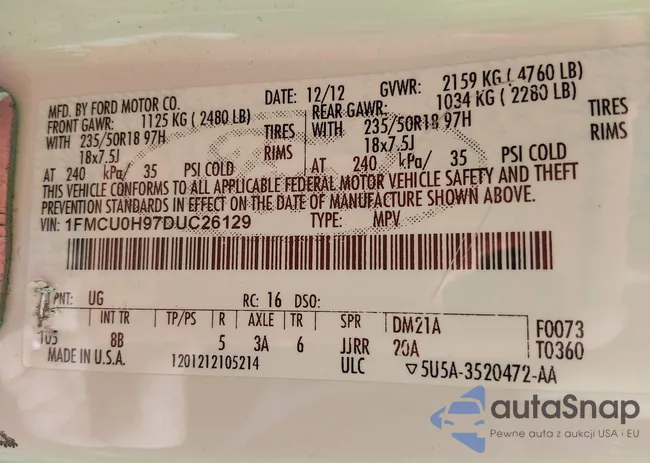 MFD. BY FORD MOTOR CO. DATE: 12/12 GVWR: 2159 KG ( 4760 LB)
FRONT GAWR: 1125 KG ( 2480 LB) REAR GAWR: 1034 KG ( 2280 LB)
WITH 235/50R18 97H TIRES WITH 235/50R18 97H TIRES
18x7.5J RIMS 18x7.5J RIMS
AT 240 kPa/ 35 PSI COLD AT 240 kPa/ 35 PSI COLD
THIS VEHICLE CONFORMS TO ALL APPLICABLE FEDERAL MOTOR VEHICLE SAFETY AND THEFT
PREVENTION STANDARDS IN EFFECT ON THE DATE OF MANUFACTURE SHOWN ABOVE.
VIN: 1FMCU0H97DUC26129 TYPE: MPV
PNT: UG RC: 16 DSO:
INT TR TP/PS R AXLE TR SPR DM21A F0073
8B 5 3A 6 JJRR 20A T0360
MADE IN U.S.A. 1201212105214 ULC ▽5U5A-3520472-AA
autaSnap
Pewne auta z aukcji USA i EU